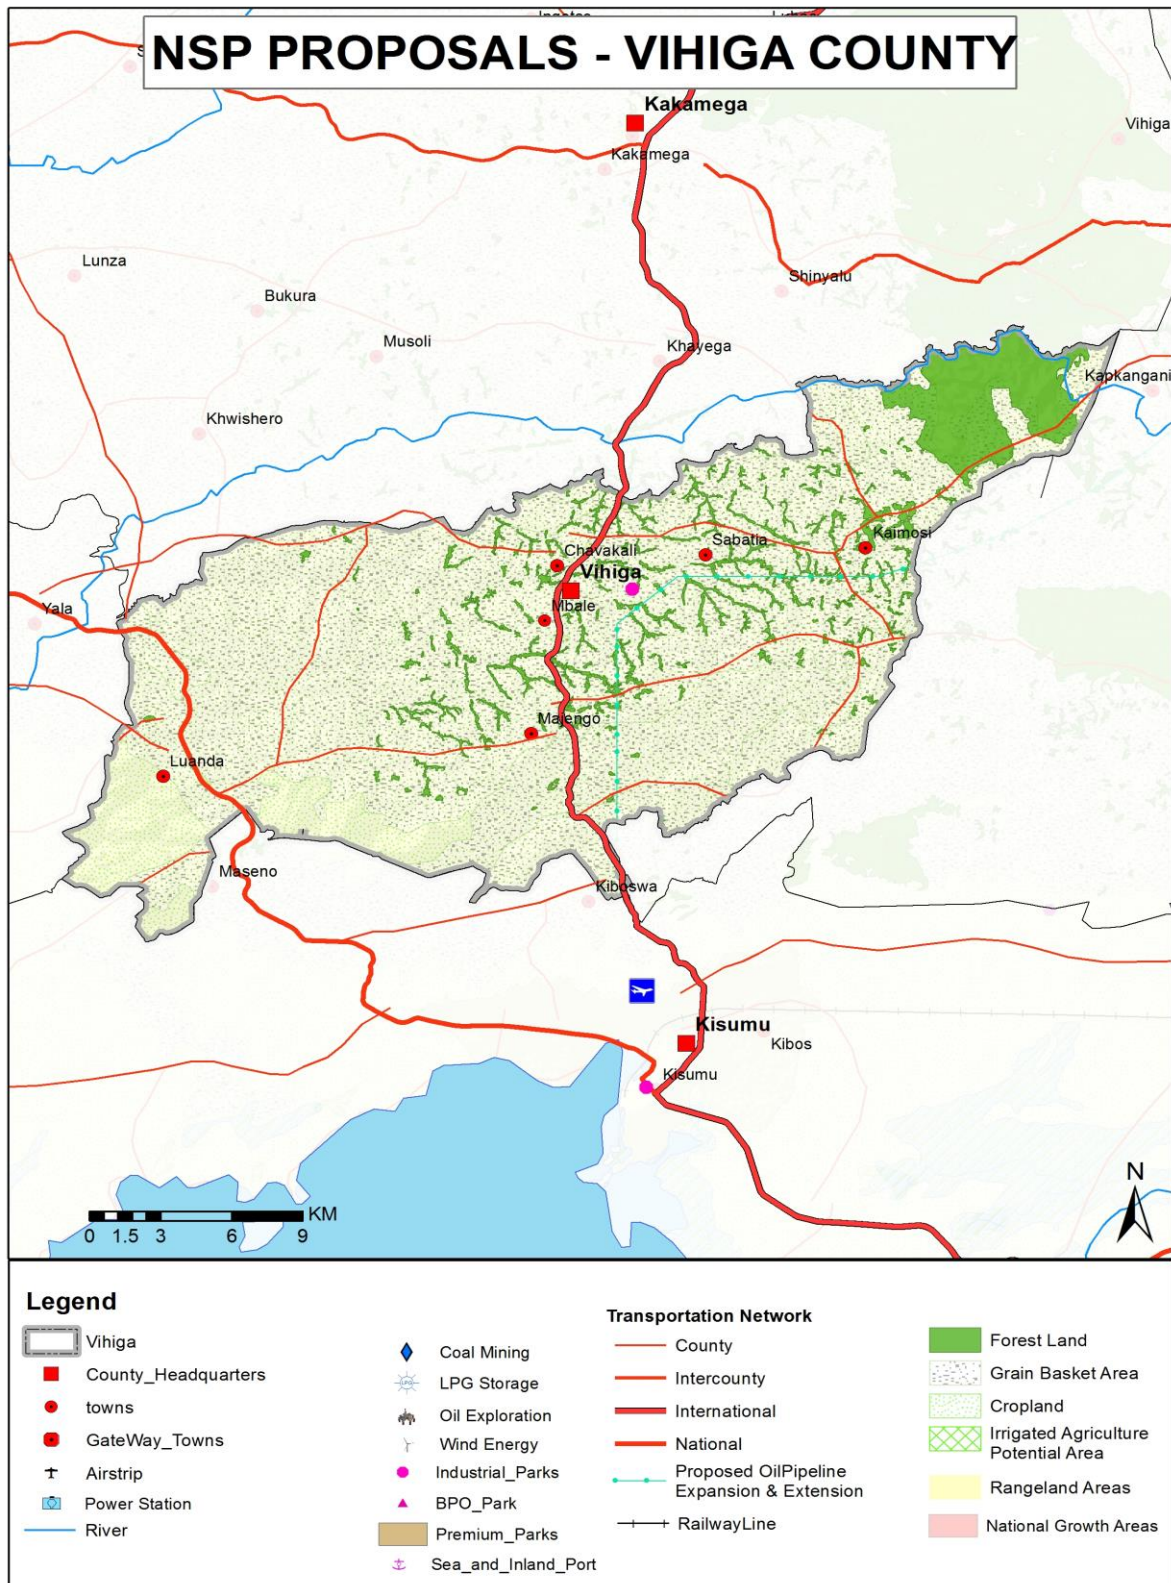 NSP PROPOSALS - VIHIGA COUNTY
Kakamega
Vihiga
Kakamega
Lunza
Shinyalu
Bukura
Musoli
Khayega
Kapkangani
Khwishero
Chavakali
Sabatia
Kaimosi
Vihiga
Yala
Mbale
Majengo
Luanda
Maseno
Kiboswa
Kisumu
Kibos
Kisumu
N
KM
0 1.5 3 6 9
Legend
Vihiga
County_Headquarters
towns
GateWay_Towns
Airstrip
Power Station
River
Coal Mining
LPG Storage
Oil Exploration
Wind Energy
Industrial_Parks
BPO_Park
Premium_Parks
Sea_and_Inland_Port
Transportation Network
County
Intercounty
International
National
Proposed OilPipeline
Expansion & Extension
RailwayLine
Forest Land
Grain Basket Area
Cropland
Irrigated Agriculture
Potential Area
Rangeland Areas
National Growth Areas